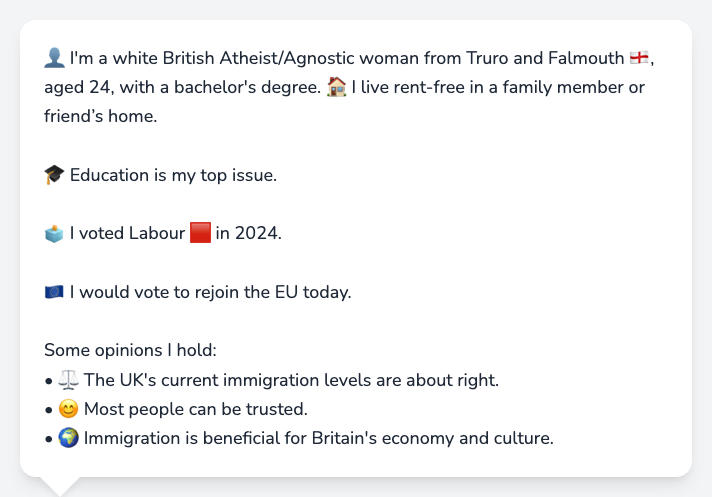 👤 I'm a white British Atheist/Agnostic woman from Truro and Falmouth 🏴󠁧󠁢󠁥󠁮󠁧󠁿,
aged 24, with a bachelor's degree. 🏠 I live rent-free in a family member or
friend’s home.
🎓 Education is my top issue.
🗳️ I voted Labour 🟥 in 2024.
🇪🇺 I would vote to rejoin the EU today.
Some opinions I hold:
• ⚖️ The UK's current immigration levels are about right.
• 😊 Most people can be trusted.
• 🌍 Immigration is beneficial for Britain's economy and culture.